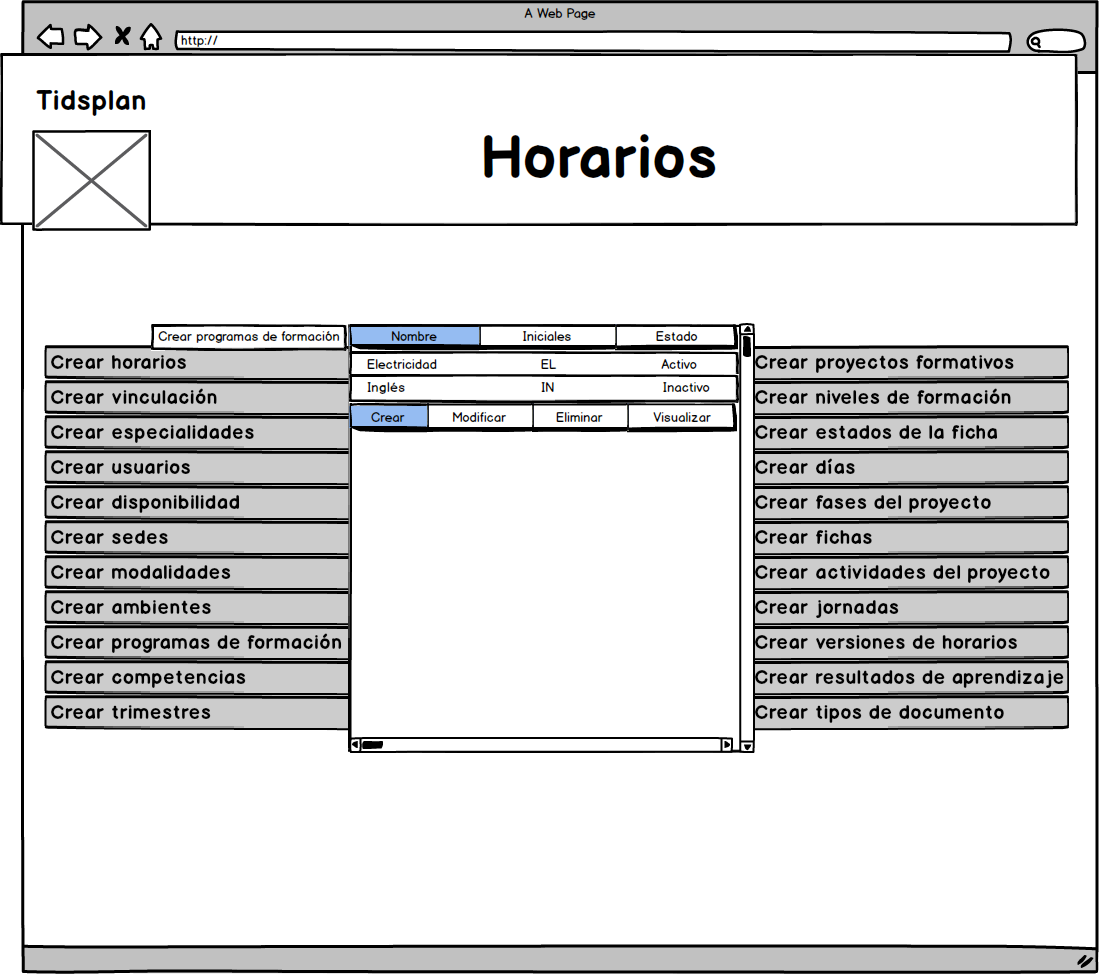 A Web Page
http://
Tidsplan
Horarios
Crear programas de formación
Nombre Iniciales Estado
Electricidad EL Activo
Inglés IN Inactivo
Crear Modificar Eliminar Visualizar
Crear horarios
Crear vinculación
Crear especialidades
Crear usuarios
Crear disponibilidad
Crear sedes
Crear modalidades
Crear ambientes
Crear programas de formación
Crear competencias
Crear trimestres
Crear proyectos formativos
Crear niveles de formación
Crear estados de la ficha
Crear días
Crear fases del proyecto
Crear fichas
Crear actividades del proyecto
Crear jornadas
Crear versiones de horarios
Crear resultados de aprendizaje
Crear tipos de documento